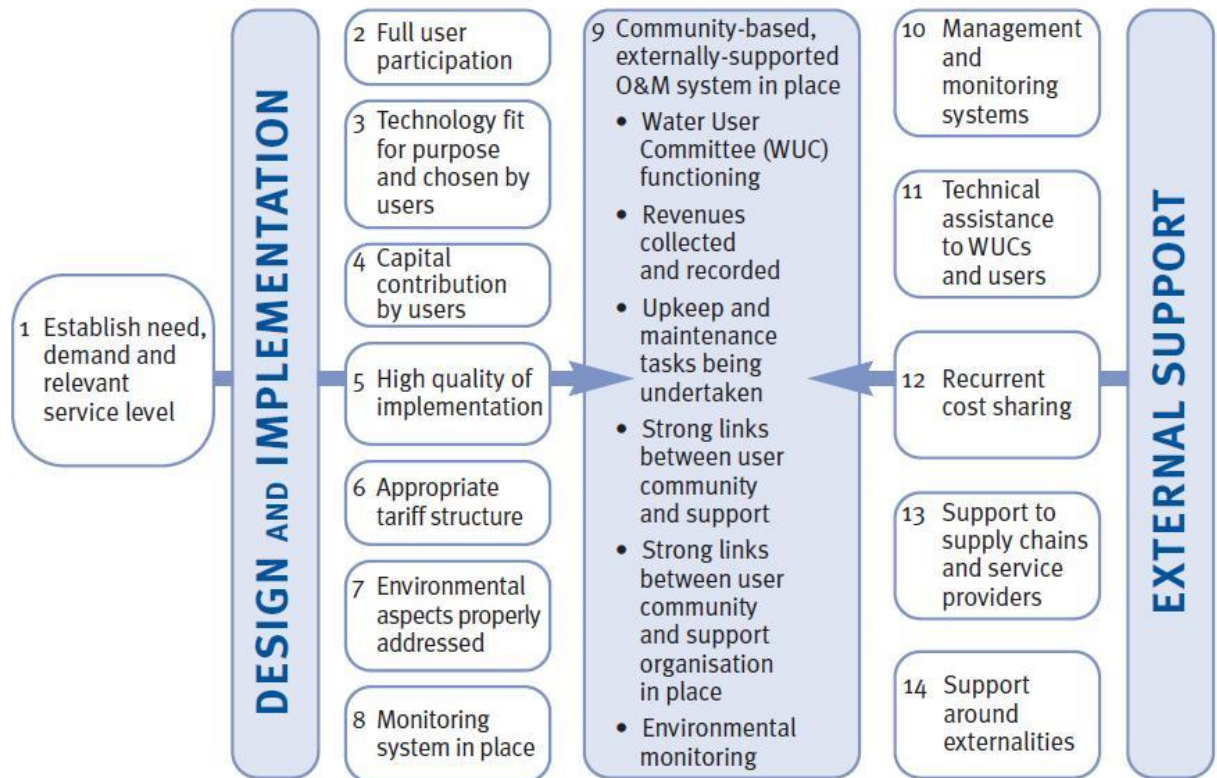 1 Establish need,
demand and
relevant
service level
DESIGN AND IMPLEMENTATION
2 Full user
participation
3 Technology fit
for purpose
and chosen by
users
4 Capital
contribution
by users
5 High quality of
implementation
6 Appropriate
tariff structure
7 Environmental
aspects properly
addressed
8 Monitoring
system in place
9 Community-based,
externally-supported
O&M system in place
• Water User
Committee (WUC)
functioning
• Revenues
collected
and recorded
• Upkeep and
maintenance
tasks being
undertaken
• Strong links
between user
community
and support
• Strong links
between user
community
and support
organisation
in place
• Environmental
monitoring
10 Management
and
monitoring
systems
11 Technical
assistance
to WUCs
and users
12 Recurrent
cost sharing
13 Support to
supply chains
and service
providers
14 Support
around
externalities
EXTERNAL SUPPORT